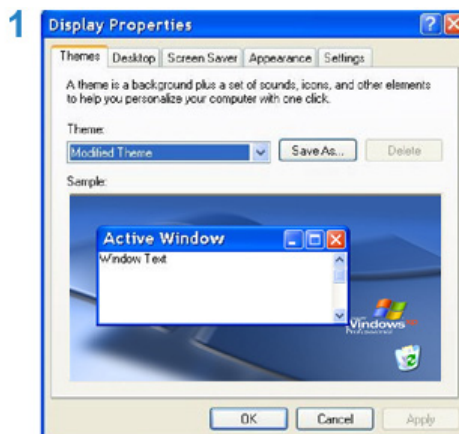 1
Display Properties
Themes Desktop Screen Saver Appearance Settings
A theme is a background plus a set of sounds, icons, and other elements
to help you personalize your computer with one click.
Theme:
Modified Theme Save As... Delete
Sample:
Active Window
Window Text
Windows
OK Cancel Apply